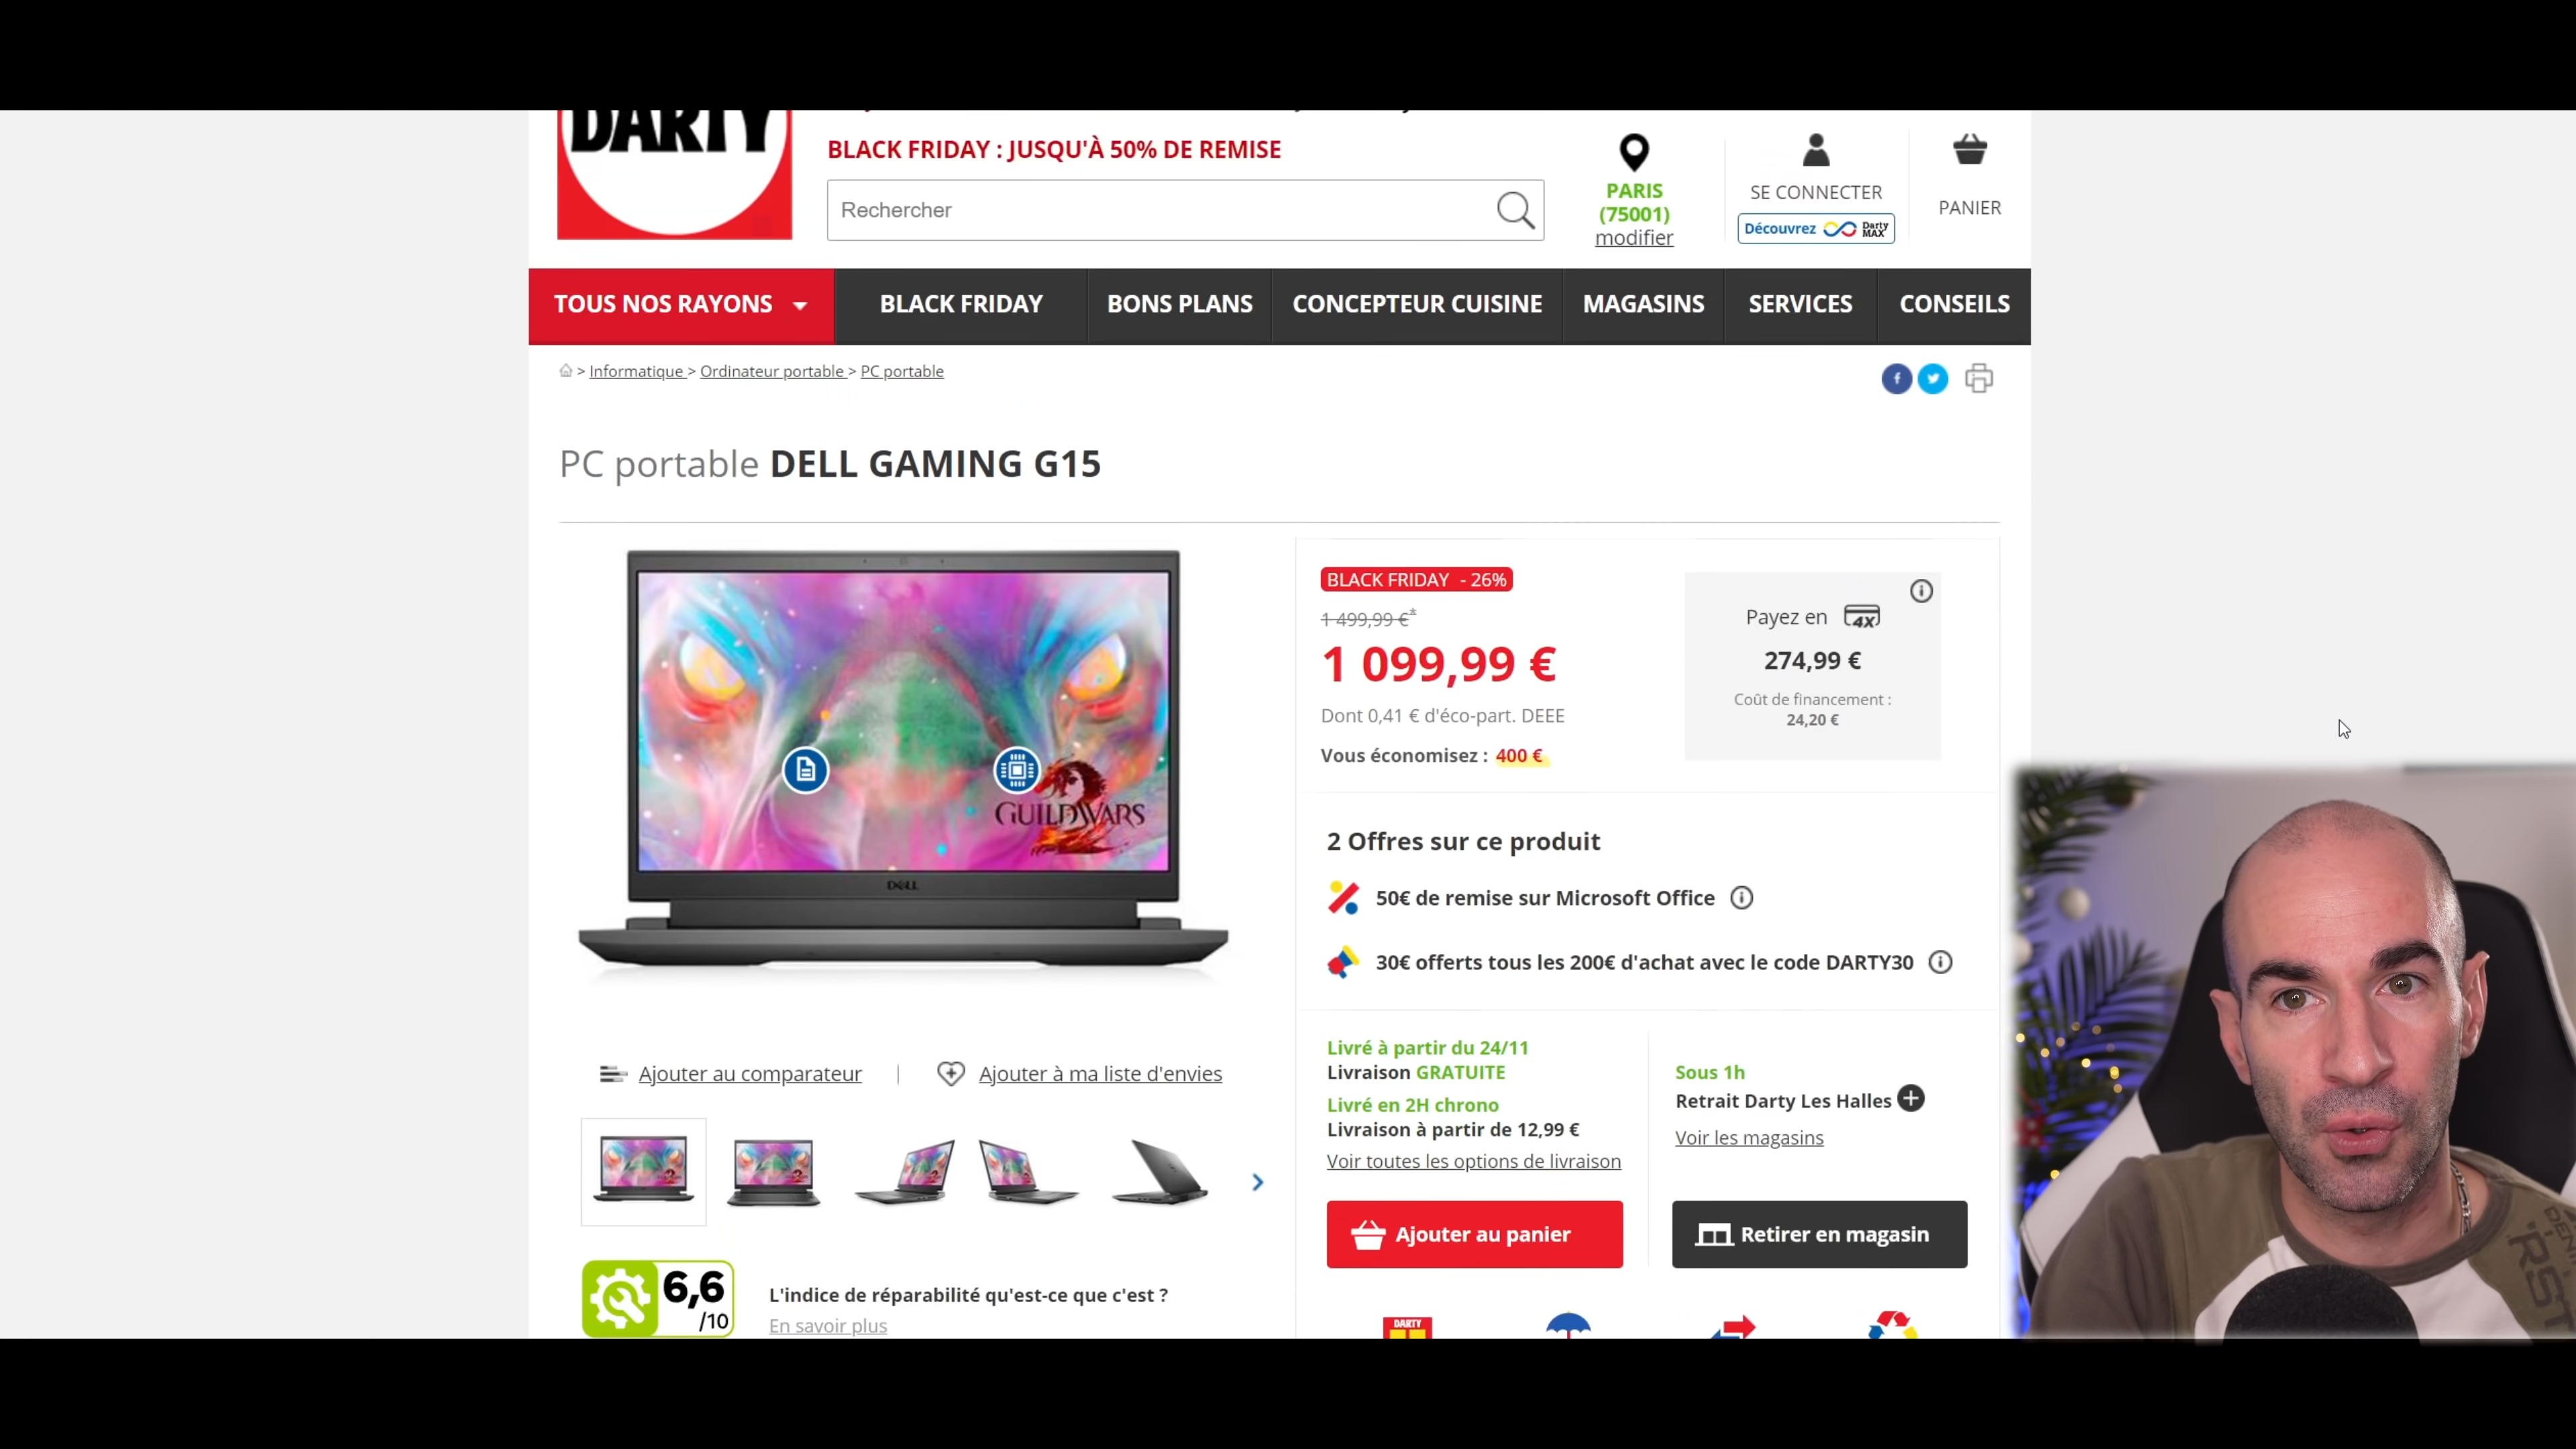 DARTY
BLACK FRIDAY : JUSQU'À 50% DE REMISE
Rechercher
PARIS
(75001)
modifier
SE CONNECTER
Découvrez Darty MAX
PANIER
TOUS NOS RAYONS
BLACK FRIDAY
BONS PLANS
CONCEPTEUR CUISINE
MAGASINS
SERVICES
CONSEILS
> Informatique > Ordinateur portable > PC portable
PC portable DELL GAMING G15
GUILD WARS 2
DELL
BLACK FRIDAY - 26%
1 499,99 €*
1 099,99 €
Dont 0,41 € d'éco-part. DEEE
Vous économisez : 400 €
Payez en 4X
274,99 €
Coût de financement :
24,20 €
2 Offres sur ce produit
50€ de remise sur Microsoft Office
30€ offerts tous les 200€ d'achat avec le code DARTY30
Ajouter au comparateur
Ajouter à ma liste d'envies
Livré à partir du 24/11
Livraison GRATUITE
Livré en 2H chrono
Livraison à partir de 12,99 €
Voir toutes les options de livraison
Sous 1h
Retrait Darty Les Halles
Voir les magasins
Ajouter au panier
Retirer en magasin
6,6
/10
L'indice de réparabilité qu'est-ce que c'est ?
En savoir plus
DARTY